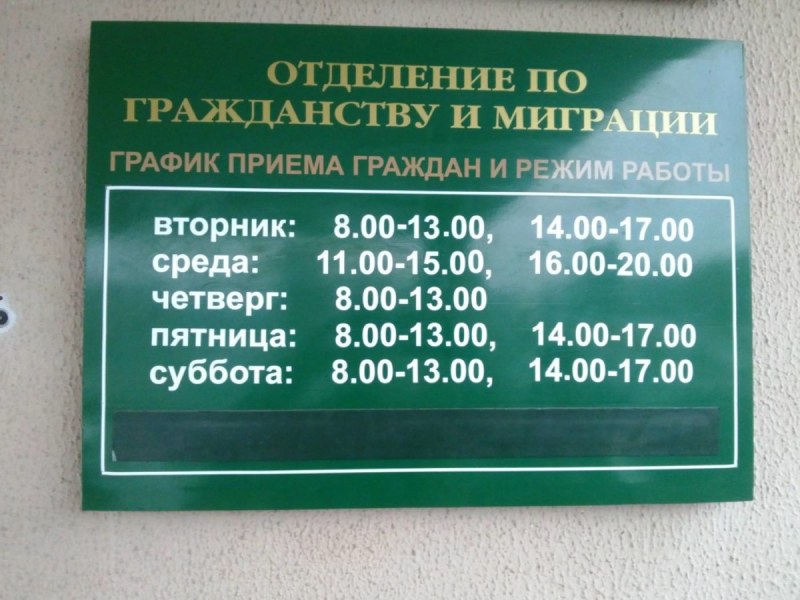 ОТДЕЛЕНИЕ ПО
ГРАЖДАНСТВУ И МИГРАЦИИ
ГРАФИК ПРИЕМА ГРАЖДАН И РЕЖИМ РАБОТЫ
вторник: 8.00-13.00, 14.00-17.00
среда: 11.00-15.00, 16.00-20.00
четверг: 8.00-13.00
пятница: 8.00-13.00, 14.00-17.00
суббота: 8.00-13.00, 14.00-17.00